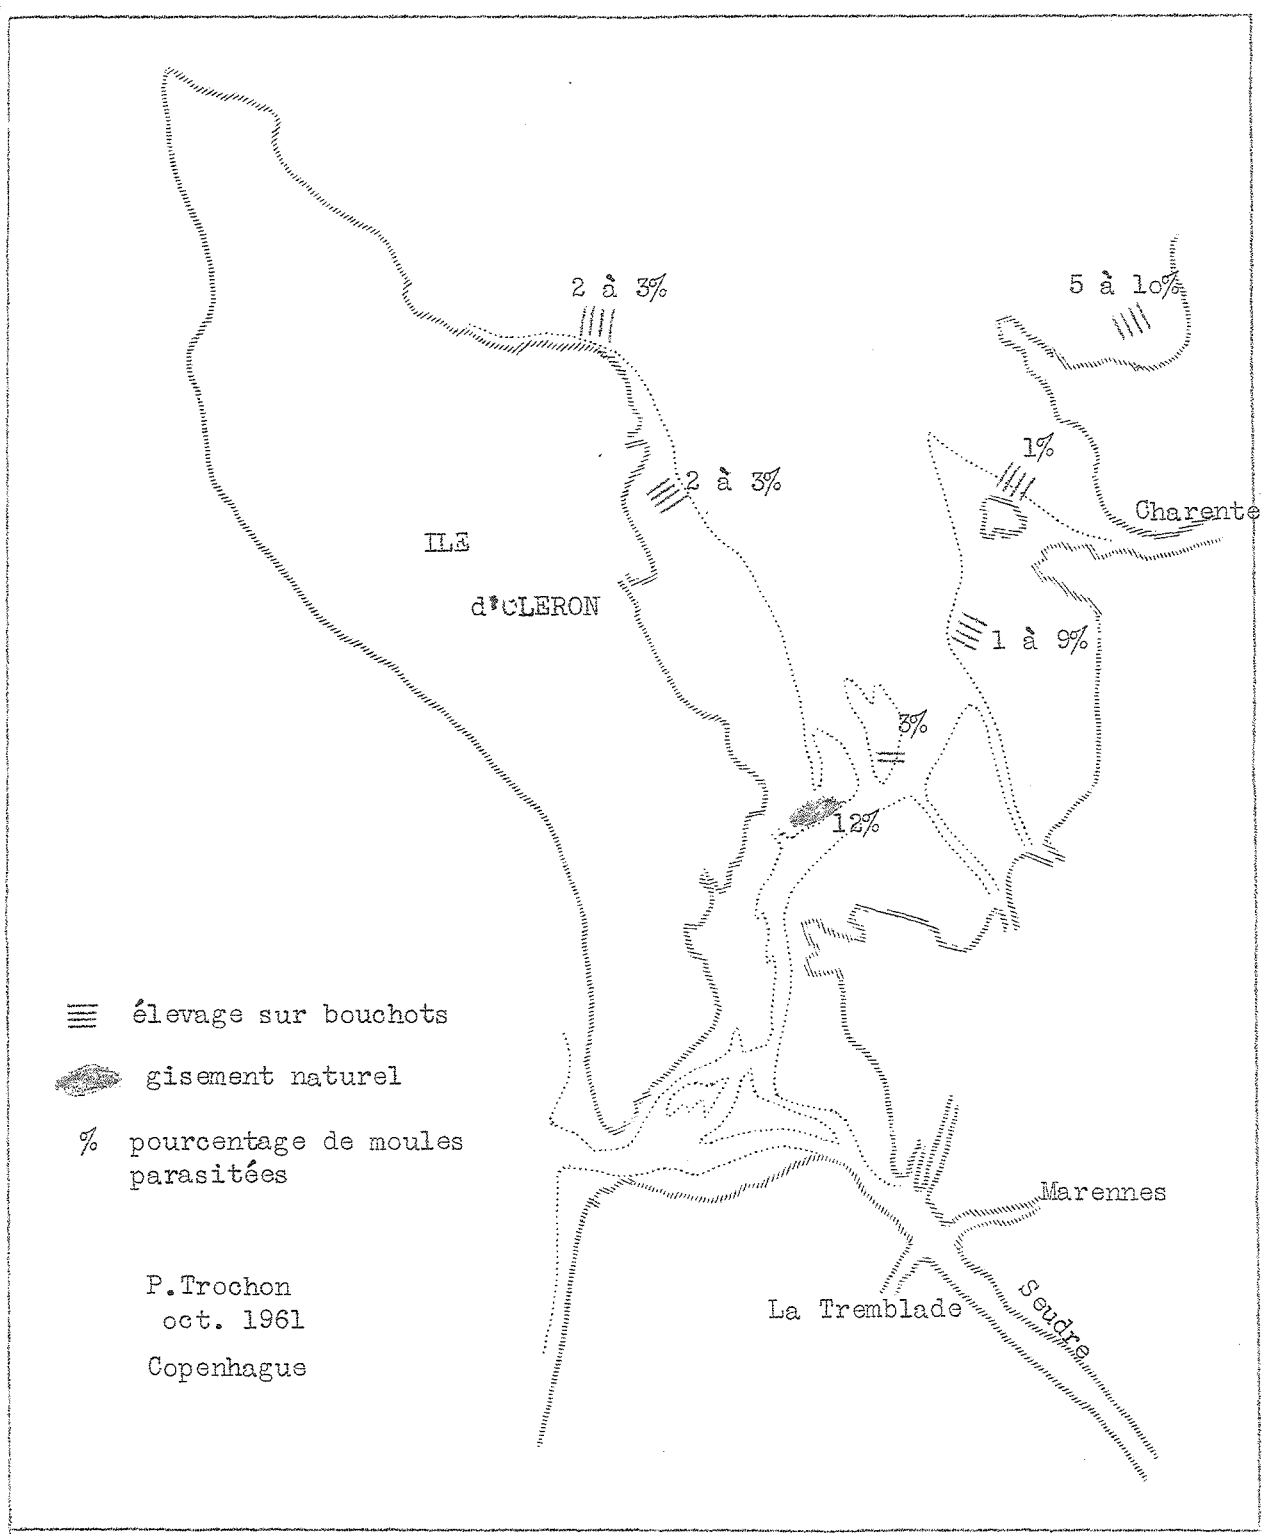 2 à 3%
5 à 10%
1%
2 à 3%
Charente
ILE
d'OLERON
1 à 9%
3%
12%
élevage sur bouchots
gisement naturel
% pourcentage de moules
parasitées
Marennes
Seudre
La Tremblade
P.Trochon
oct. 1961
Copenhague